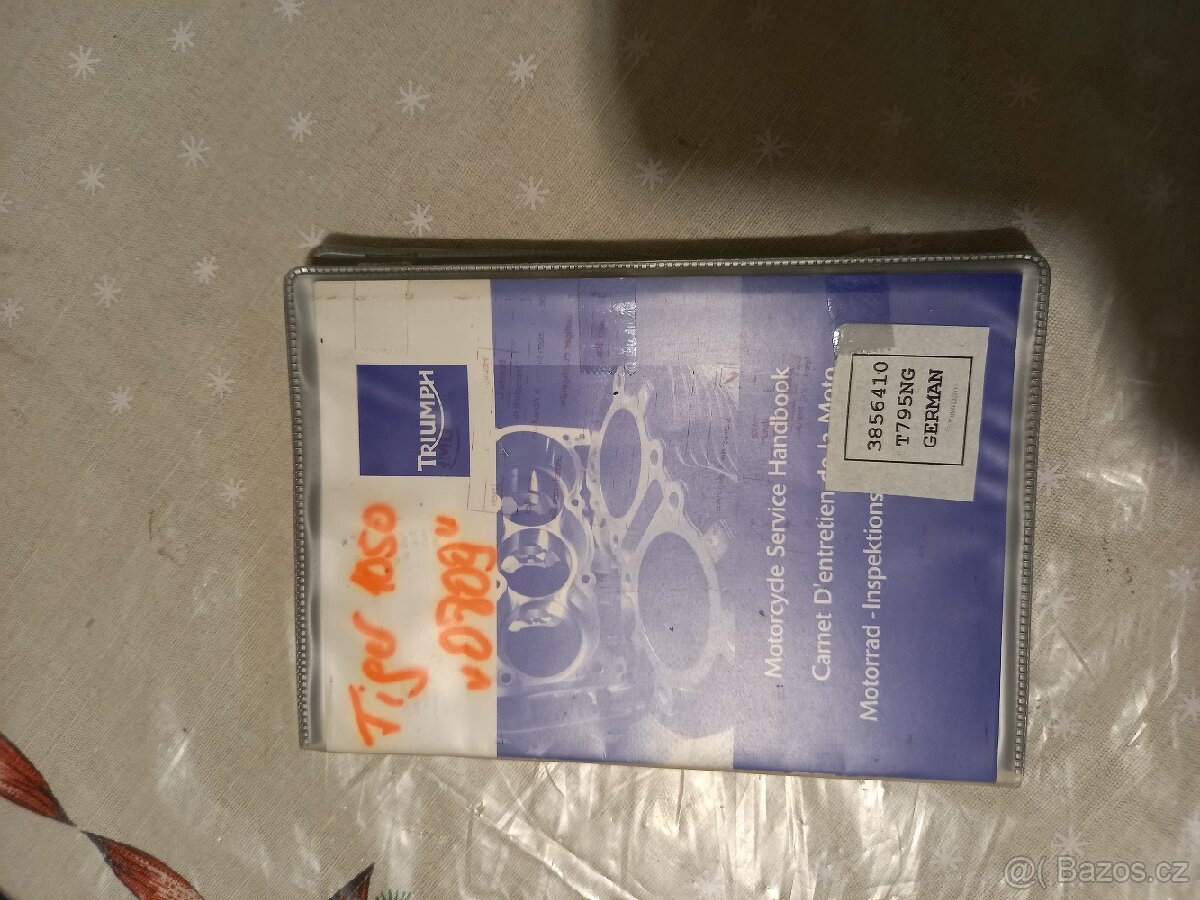 TRIUMPH
Tiger 1050
"0709"
Motorcycle Service Handbook
Carnet D'entretien de la Moto
Motorrad -Inspektions
3856410
T795NG
GERMAN
@( Bazos.cz